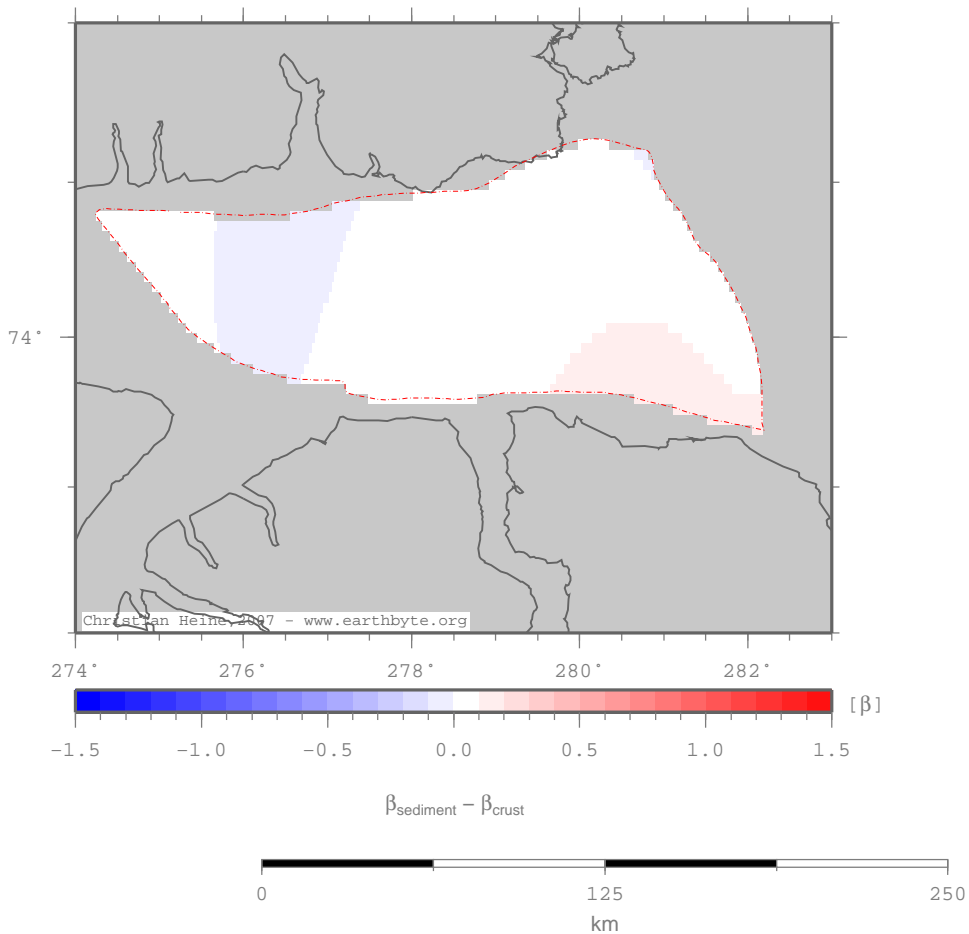 74°
Christian Heine, 2007 - www.earthbyte.org
274° 276° 278° 280° 282°
[β]
−1.5 −1.0 −0.5 0.0 0.5 1.0 1.5
βsediment − βcrust
0 125 250
km